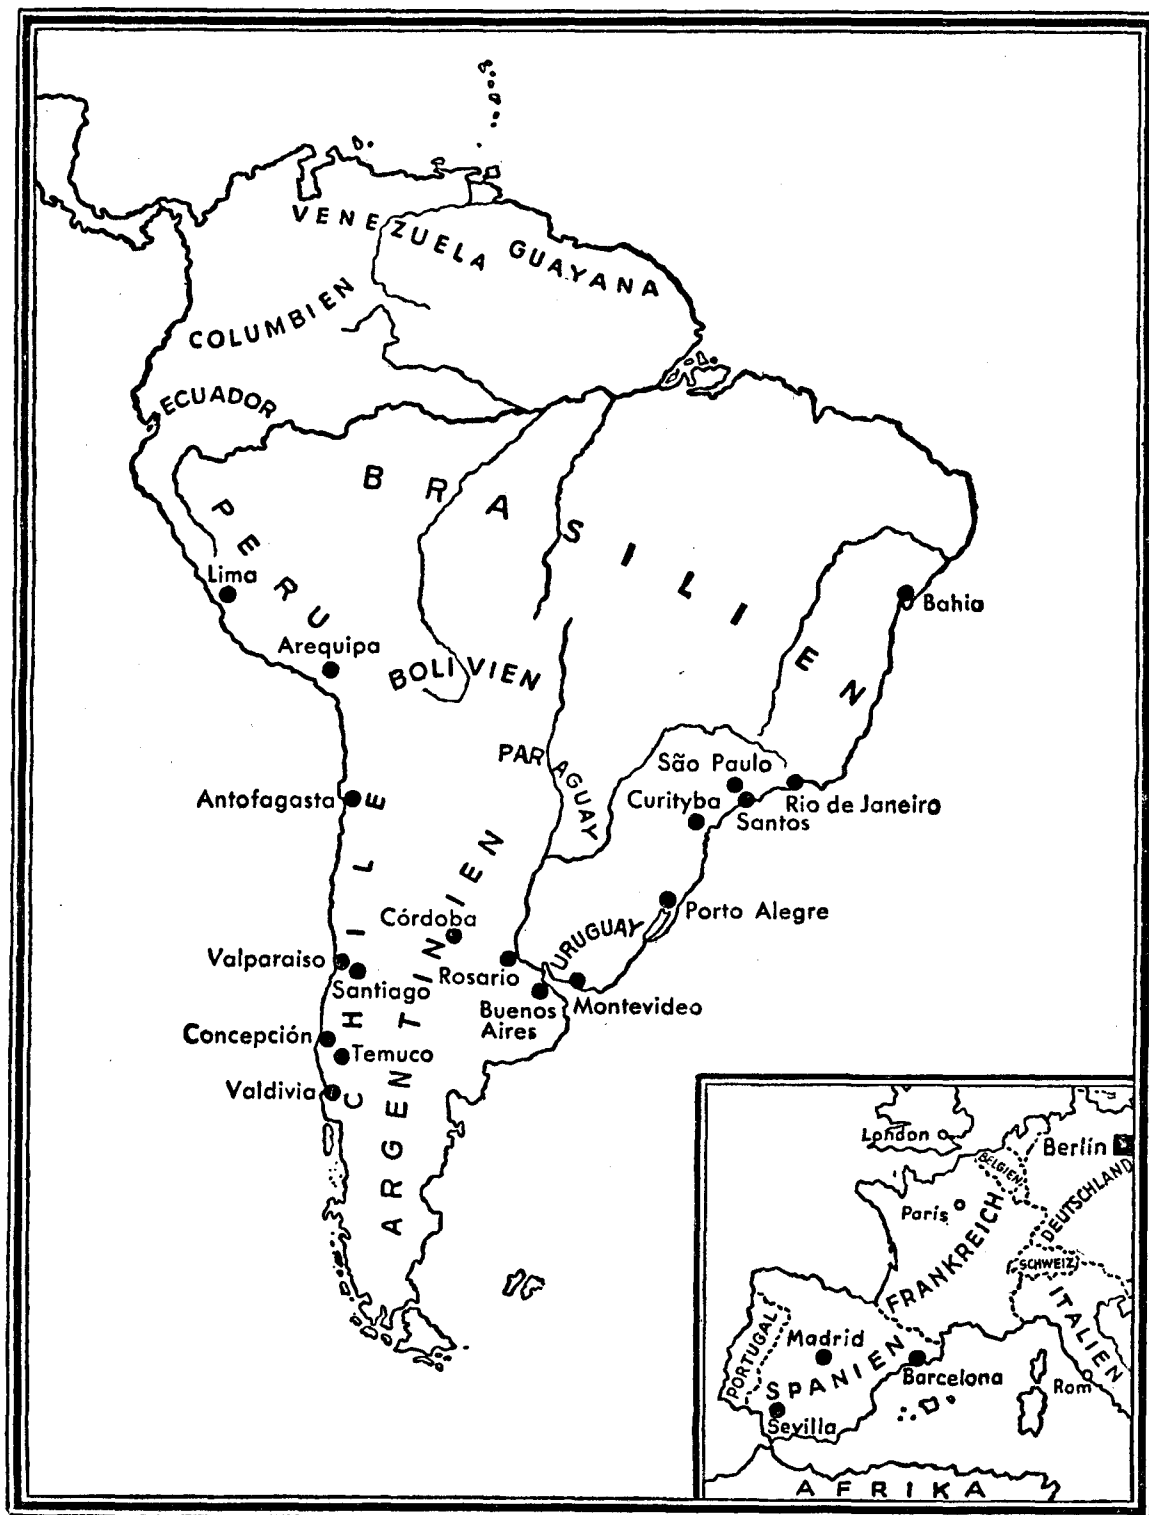 VENEZUELA
GUAYANA
COLUMBIEN
ECUADOR
BRASILIEN
PERU
Lima
Bahia
Arequipa
BOLIVIEN
PARAGUAY
São Paulo
Antofagasta
Curityba
Rio de Janeiro
Santos
CHILE
ARGENTINIEN
Córdoba
Porto Alegre
URUGUAY
Valparaiso
Rosario
Santiago
Buenos
Aires
Montevideo
Concepción
Temuco
Valdivia
London
Berlin
BELGIEN
DEUTSCHLAND
Paris
FRANKREICH
SCHWEIZ
ITALIEN
PORTUGAL
Madrid
SPANIEN
Barcelona
Rom
Sevilla
AFRIKA